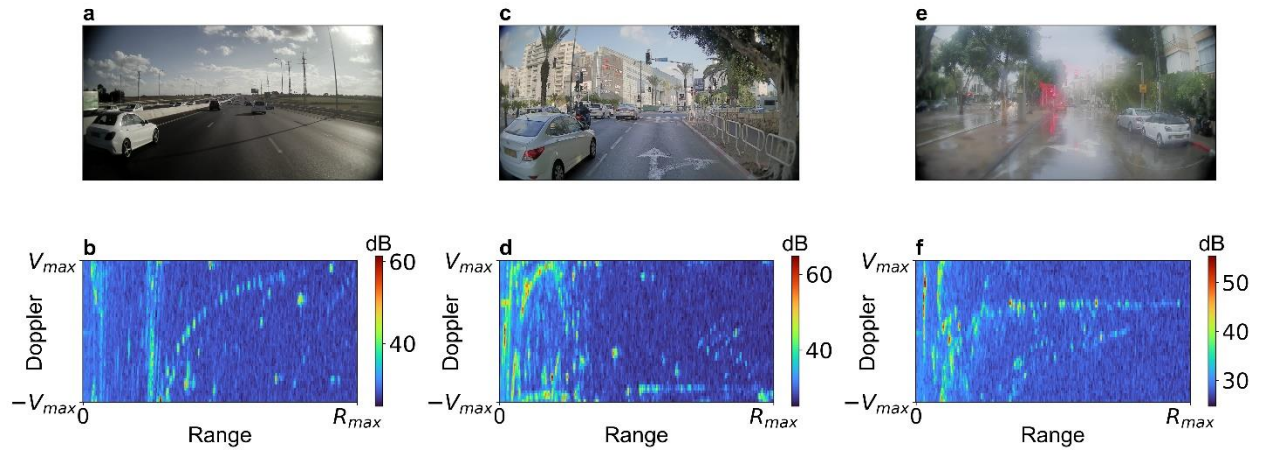 a
c
e
b
dB
V_max
60
40
−V_max
0
R_max
Doppler
Range
d
dB
V_max
60
40
−V_max
0
R_max
Doppler
Range
f
dB
V_max
50
40
30
−V_max
0
R_max
Doppler
Range